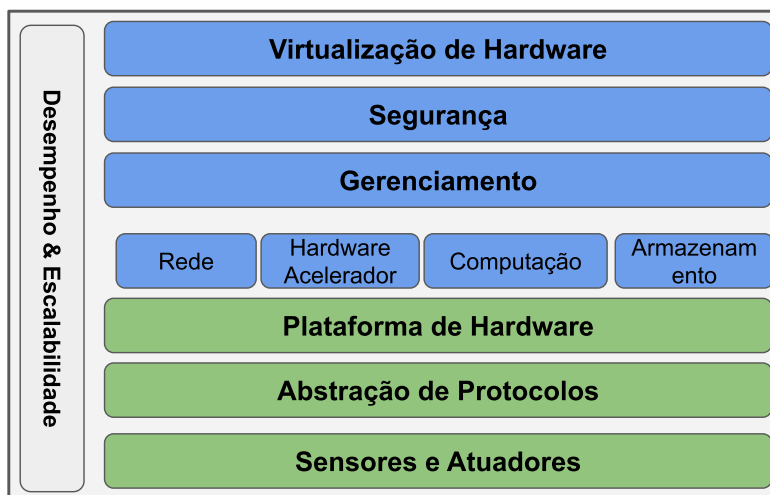 Desempenho & Escalabilidade
Virtualização de Hardware
Segurança
Gerenciamento
Rede
Hardware
Acelerador
Computação
Armazenam
ento
Plataforma de Hardware
Abstração de Protocolos
Sensores e Atuadores